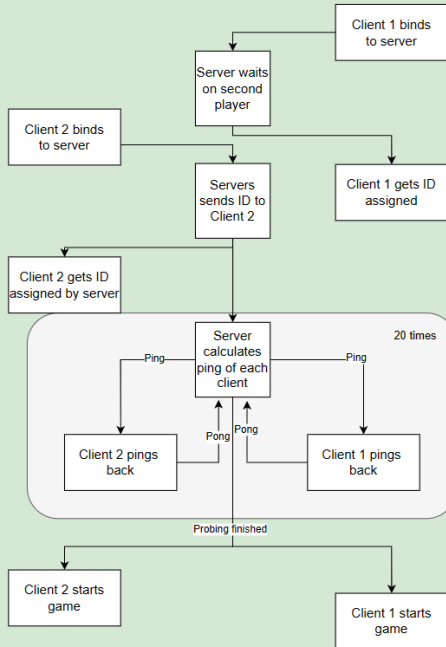 Client 1 binds
to server
Server waits
on second
player
Client 2 binds
to server
Servers
sends ID to
Client 2
Client 1 gets ID
assigned
Client 2 gets ID
assigned by server
20 times
Server
calculates
ping of each
client
Ping
Ping
Pong
Pong
Client 2 pings
back
Client 1 pings
back
Probing finished
Client 2 starts
game
Client 1 starts
game